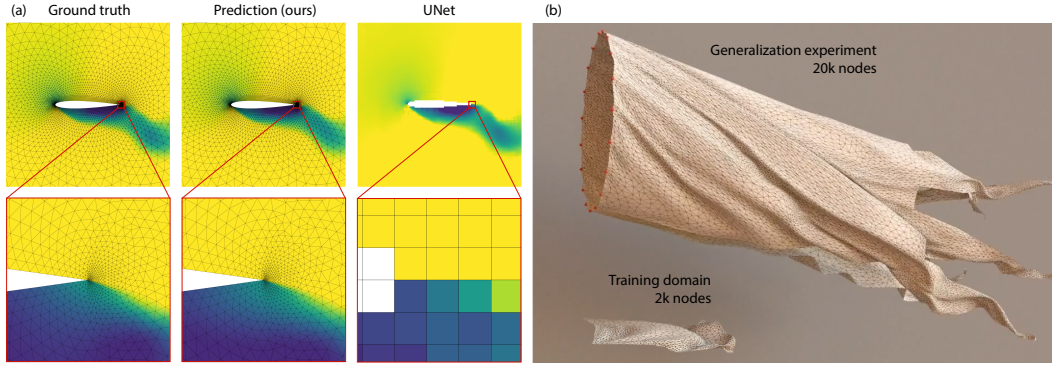 (a)
Ground truth
Prediction (ours)
UNet
(b)
Generalization experiment
20k nodes
Training domain
2k nodes